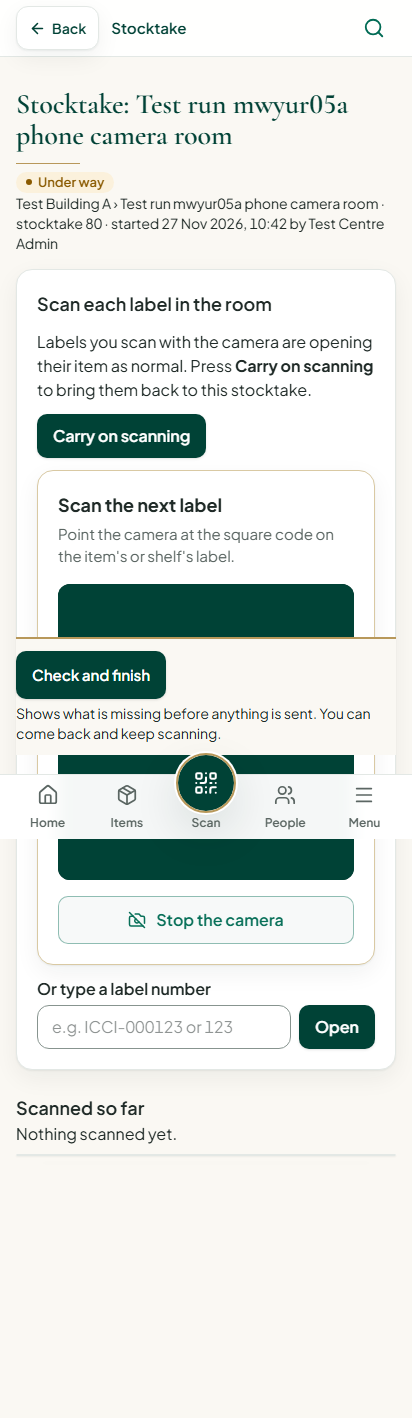 Back
Stocktake
Stocktake: Test run mwyur05a
phone camera room
Under way
Test Building A › Test run mwyur05a phone camera room ·
stocktake 80 · started 27 Nov 2026, 10:42 by Test Centre
Admin
Scan each label in the room
Labels you scan with the camera are opening
their item as normal. Press Carry on scanning
to bring them back to this stocktake.
Carry on scanning
Scan the next label
Point the camera at the square code on
the item's or shelf's label.
Check and finish
Shows what is missing before anything is sent. You can
come back and keep scanning.
Home
Items
Scan
People
Menu
Stop the camera
Or type a label number
e.g. ICCI-000123 or 123
Open
Scanned so far
Nothing scanned yet.